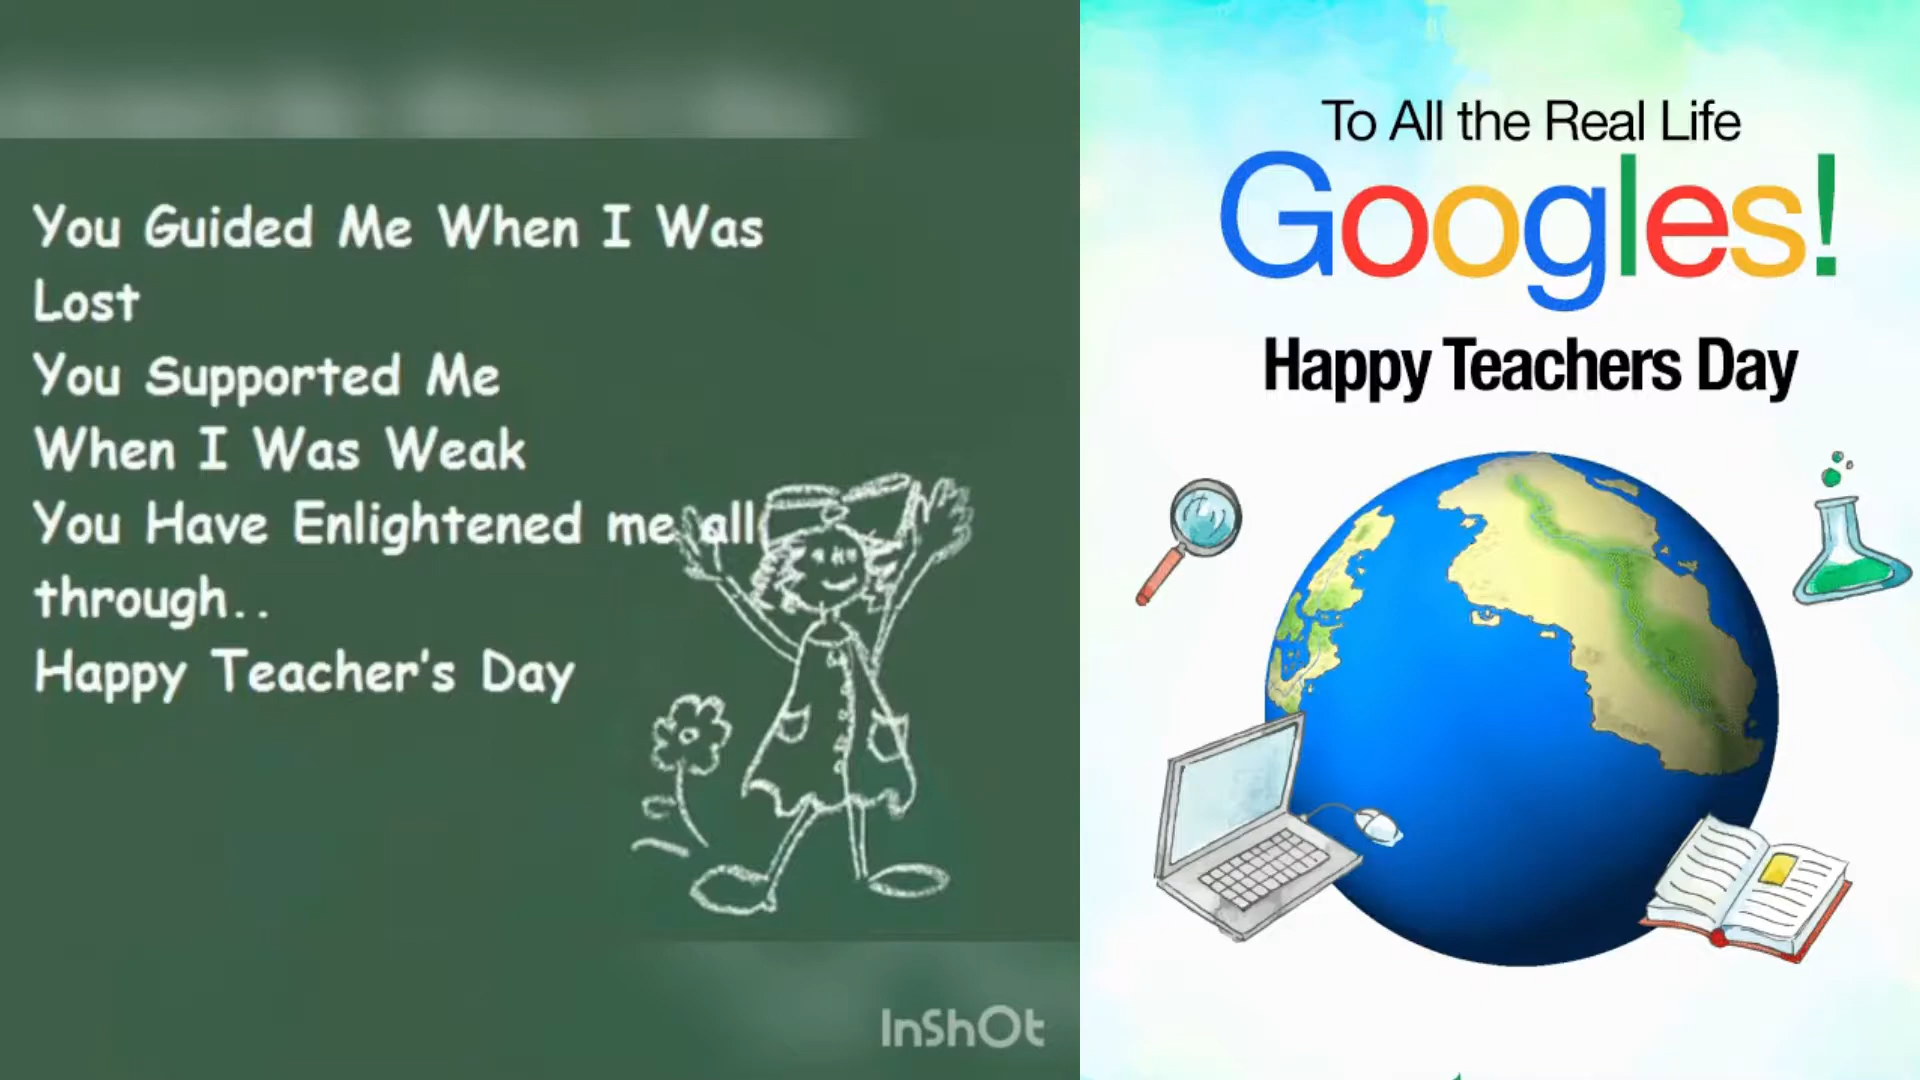 You Guided Me When I Was
Lost
You Supported Me
When I Was Weak
You Have Enlightened me all
through..
Happy Teacher's Day
InShOt
To All the Real Life
Googles!
Happy Teachers Day